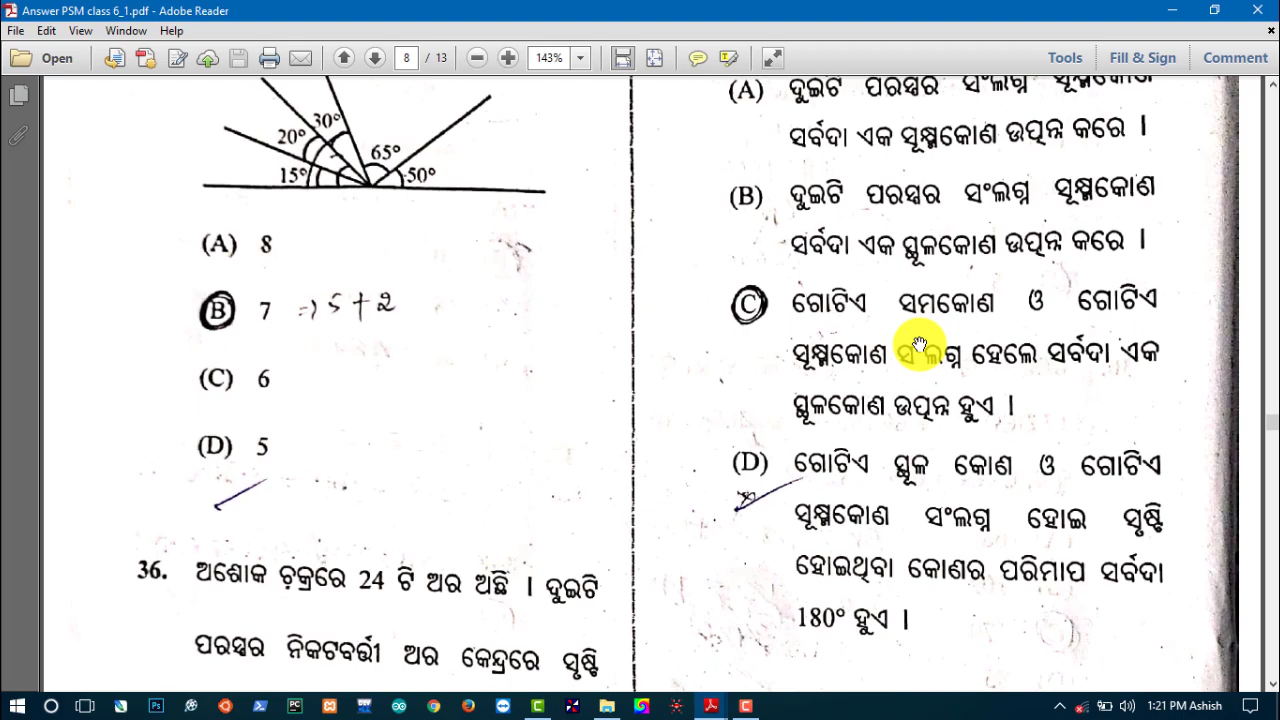 Answer PSM class 6_1.pdf - Adobe Reader
File Edit View Window Help
Open 8 / 13 143% Tools Fill & Sign Comment
30°
20°
65°
15°
50°
(A) 8
(B) 7 => 5 + 2
(C) 6
(D) 5
36. ଅଶୋକ ଚକ୍ରରେ 24 ଟି ଅର ଅଛି । ଦୁଇଟି
ପରସ୍ପର ନିକଟବର୍ତ୍ତୀ ଅର କେନ୍ଦ୍ରରେ ସୃଷ୍ଟି
(A) ଦୁଇଟି ପରସ୍ପର ସଂଲଗ୍ନ ସୂକ୍ଷ୍ମକୋଣ
ସର୍ବଦା ଏକ ସୂକ୍ଷ୍ମକୋଣ ଉତ୍ପନ୍ନ କରେ ।
(B) ଦୁଇଟି ପରସ୍ପର ସଂଲଗ୍ନ ସୂକ୍ଷ୍ମକୋଣ
ସର୍ବଦା ଏକ ସ୍ଥୂଳକୋଣ ଉତ୍ପନ୍ନ କରେ ।
(C) ଗୋଟିଏ ସମକୋଣ ଓ ଗୋଟିଏ
ସୂକ୍ଷ୍ମକୋଣ ସଂଲଗ୍ନ ହେଲେ ସର୍ବଦା ଏକ
ସ୍ଥୂଳକୋଣ ଉତ୍ପନ୍ନ ହୁଏ ।
(D) ଗୋଟିଏ ସ୍ଥୂଳ କୋଣ ଓ ଗୋଟିଏ
ସୂକ୍ଷ୍ମକୋଣ ସଂଲଗ୍ନ ହୋଇ ସୃଷ୍ଟି
ହୋଇଥିବା କୋଣର ପରିମାପ ସର୍ବଦା
180° ହୁଏ ।
1:21 PM Ashish